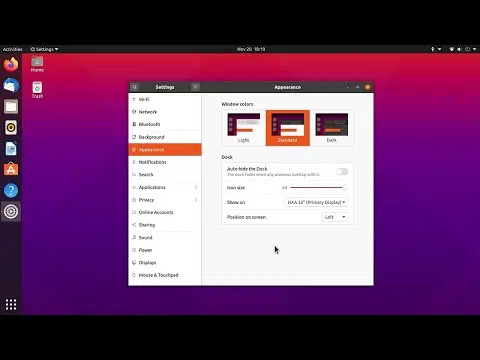 Activities
Settings
Nov 20 18:19
Home
Trash
Settings
Appearance
Wi-Fi
Network
Bluetooth
Background
Appearance
Notifications
Search
Applications
Privacy
Online Accounts
Sharing
Sound
Power
Displays
Mouse & Touchpad
Window colors
Light
Standard
Dark
Dock
Auto-hide the Dock
The dock hides when any windows overlap with it.
Icon size
64
Show on
HXA 32" (Primary Display)
Position on screen
Left